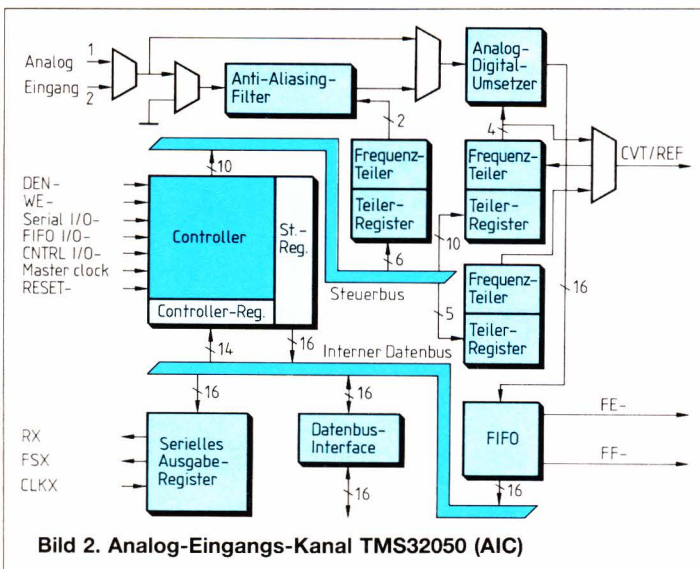 Analog
Eingang
1
2
Anti-Aliasing-
Filter
Analog-
Digital-
Umsetzer
2
4
CVT/REF
10
Frequenz-
Teiler
Teiler-
Register
Frequenz-
Teiler
Teiler-
Register
DEN-
WE-
Serial I/O-
FIFO I/O-
CNTRL I/O-
Master clock
RESET-
Controller
St.-
Reg.
Controller-Reg.
6
10
5
16
Steuerbus
Frequenz-
Teiler
Teiler-
Register
14
16
Interner Datenbus
16
16
16
RX
FSX
CLKX
Serielles
Ausgabe-
Register
Datenbus-
Interface
16
FIFO
FE-
FF-
16
Bild 2. Analog-Eingangs-Kanal TMS32050 (AIC)